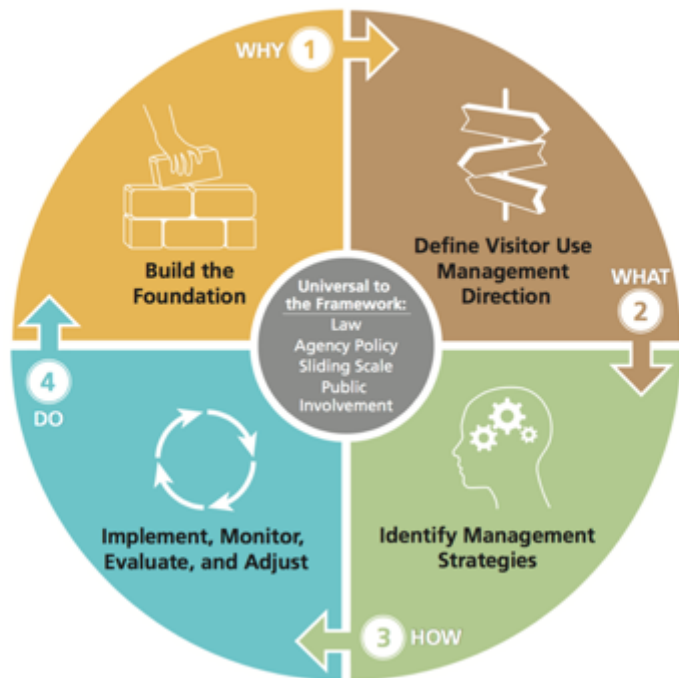 WHY 1
Build the
Foundation
Define Visitor Use
Management
Direction
WHAT
2
Universal to
the Framework:
Law
Agency Policy
Sliding Scale
Public
Involvement
Identify Management
Strategies
3 HOW
Implement, Monitor,
Evaluate, and Adjust
4
DO